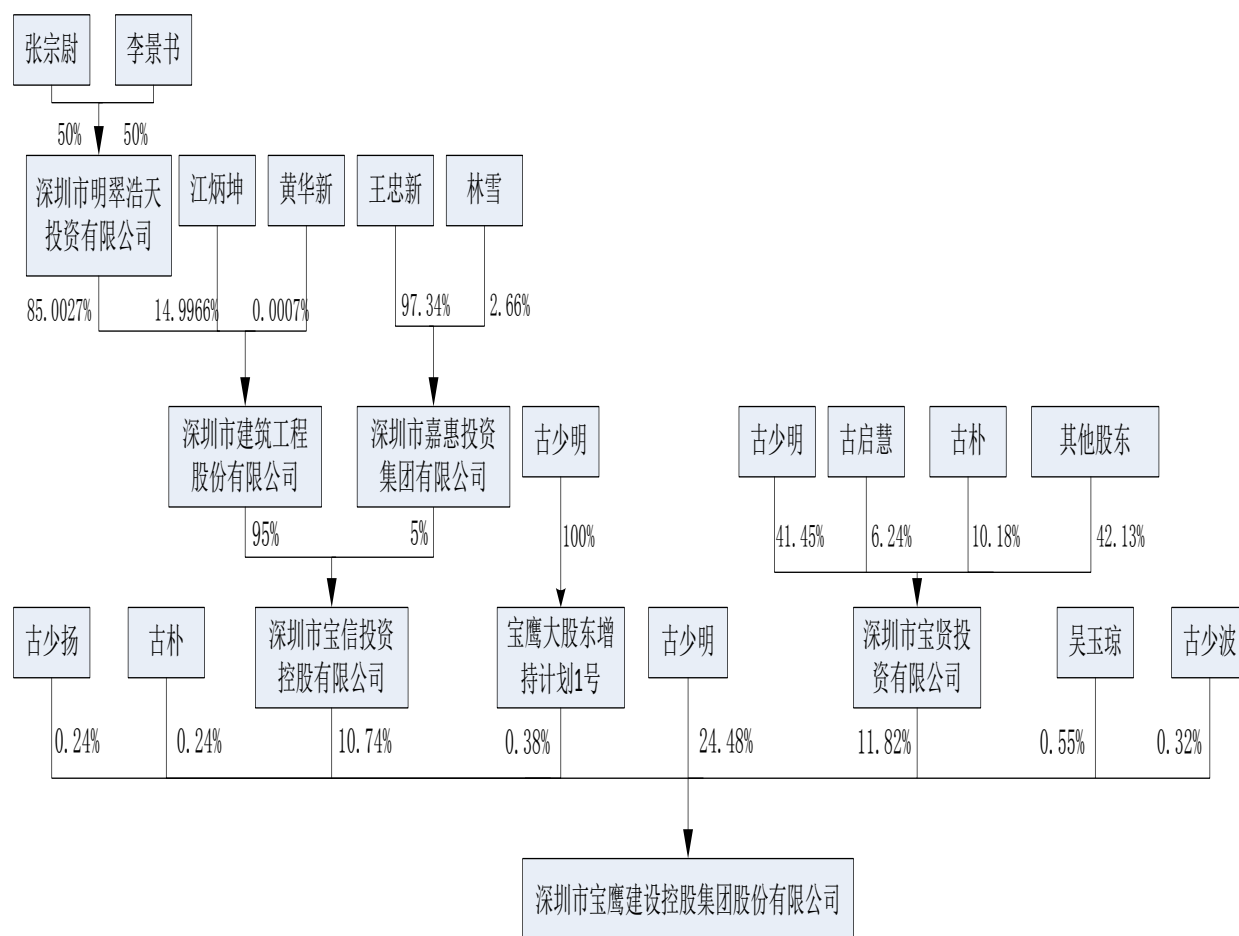 张宗尉 李景书
50% 50%
深圳市明翠浩天
投资有限公司
江炳坤 黄华新 王忠新 林雪
85.0027% 14.9966% 0.0007% 97.34% 2.66%
深圳市建筑工程
股份有限公司
深圳市嘉惠投资
集团有限公司
古少明 古少明 古启慧 古朴 其他股东
95% 5% 100% 41.45% 6.24% 10.18% 42.13%
古少扬 古朴
深圳市宝信投资
控股有限公司
宝鹰大股东增
持计划1号
古少明
深圳市宝贤投
资有限公司
吴玉琼 古少波
0.24% 0.24% 10.74% 0.38% 24.48% 11.82% 0.55% 0.32%
深圳市宝鹰建设控股集团股份有限公司